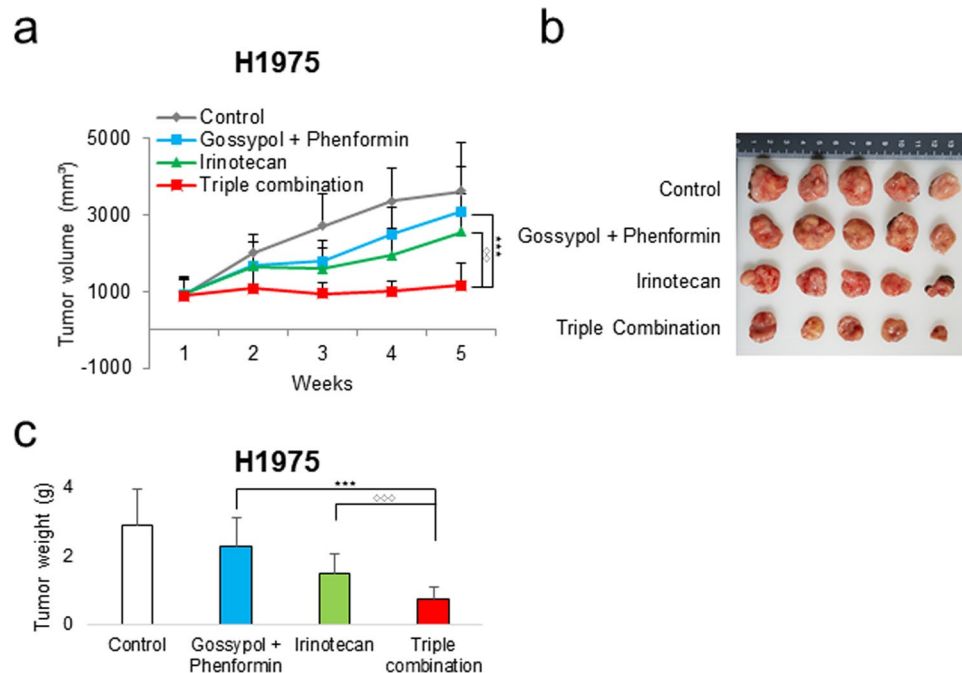 a
H1975
Control
Gossypol + Phenformin
Irinotecan
Triple combination
Tumor volume (mm³)
5000
3000
1000
-1000
1 2 3 4 5
Weeks
***
◇◇
b
Control
Gossypol + Phenformin
Irinotecan
Triple Combination
c
H1975
Tumor weight (g)
4
2
0
***
◇◇◇
Control
Gossypol +
Phenformin
Irinotecan
Triple
combination